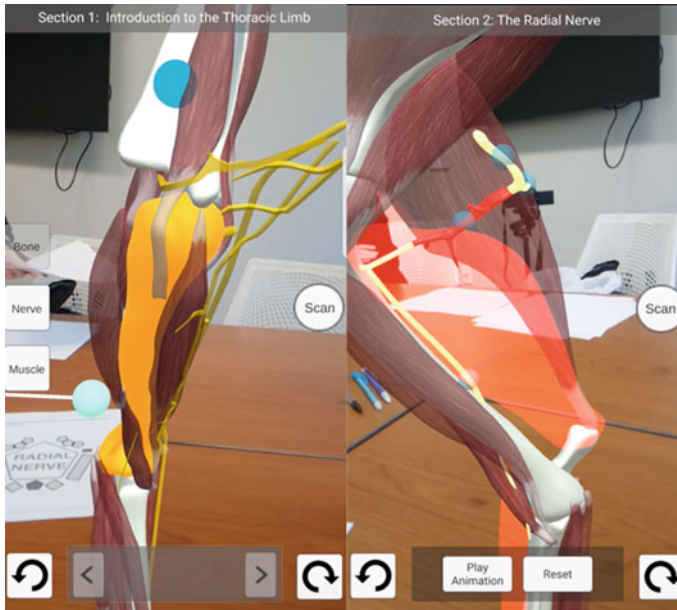 Section 1: Introduction to the Thoracic Limb
Bone
Nerve
Muscle
Scan
RADIAL
NERVE
Section 2: The Radial Nerve
Scan
Play
Animation
Reset